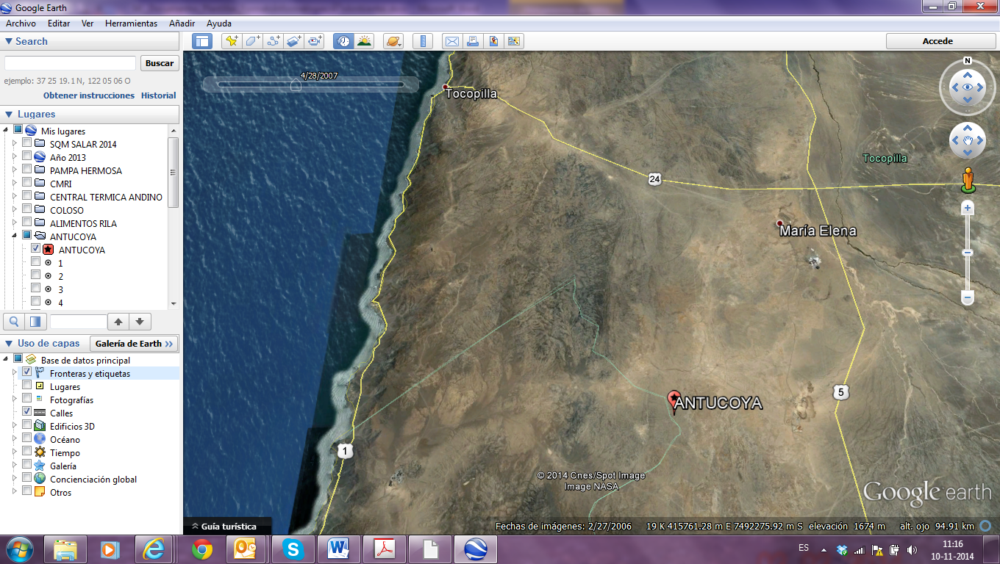 Google Earth
Archivo Editar Ver Herramientas Añadir Ayuda
Search
Buscar
ejemplo: 37 25 19.1 N, 122 05 06 O
Obtener instrucciones Historial
Lugares
Mis lugares
SQM SALAR 2014
Año 2013
PAMPA HERMOSA
CMRI
CENTRAL TERMICA ANDINO
COLOSO
ALIMENTOS RILA
ANTUCOYA
ANTUCOYA
1
2
3
4
Uso de capas
Galería de Earth >>
Base de datos principal
Fronteras y etiquetas
Lugares
Fotografías
Calles
Edificios 3D
Océano
Tiempo
Galería
Concienciación global
Otros
Accede
4/28/2007
N
Tocopilla
24
Tocopilla
María Elena
ANTUCOYA
5
1
© 2014 Cnes/Spot Image
Image NASA
Google earth
Guía turística
Fechas de imágenes: 2/27/2006 19 K 415761.28 m E 7492275.92 m S elevación 1674 m alt. ojo 94.91 km
ES
11:16
10-11-2014